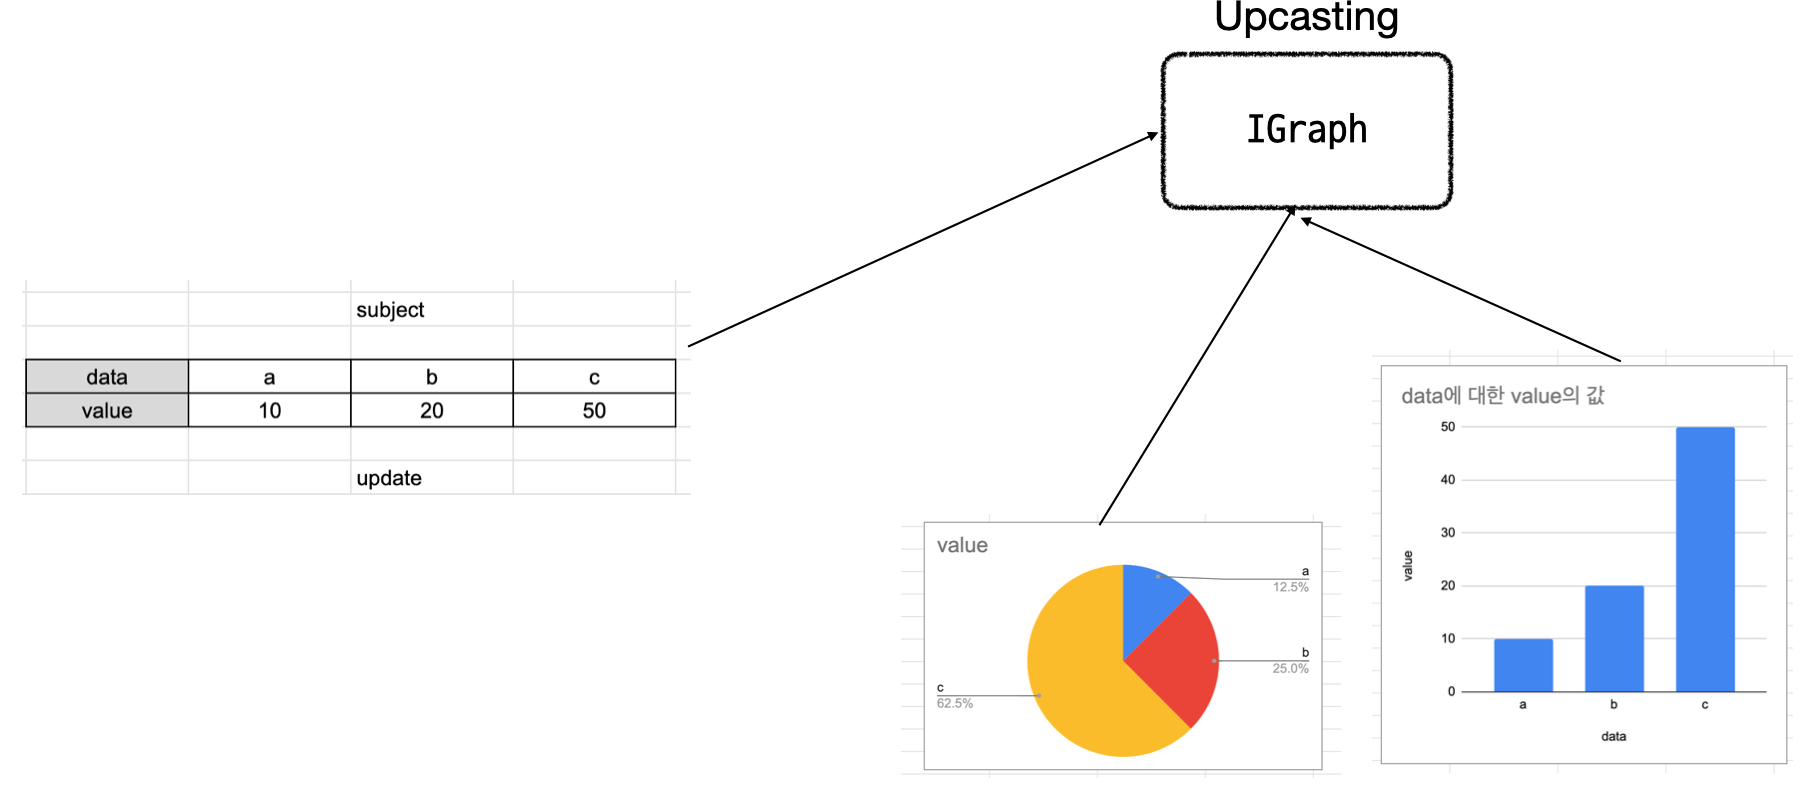 Upcasting
IGraph
subject
data a b c
value 10 20 50
update
value
a
12.5%
b
25.0%
c
62.5%
data에 대한 value의 값
50
40
30
20
10
0
value
a b c
data